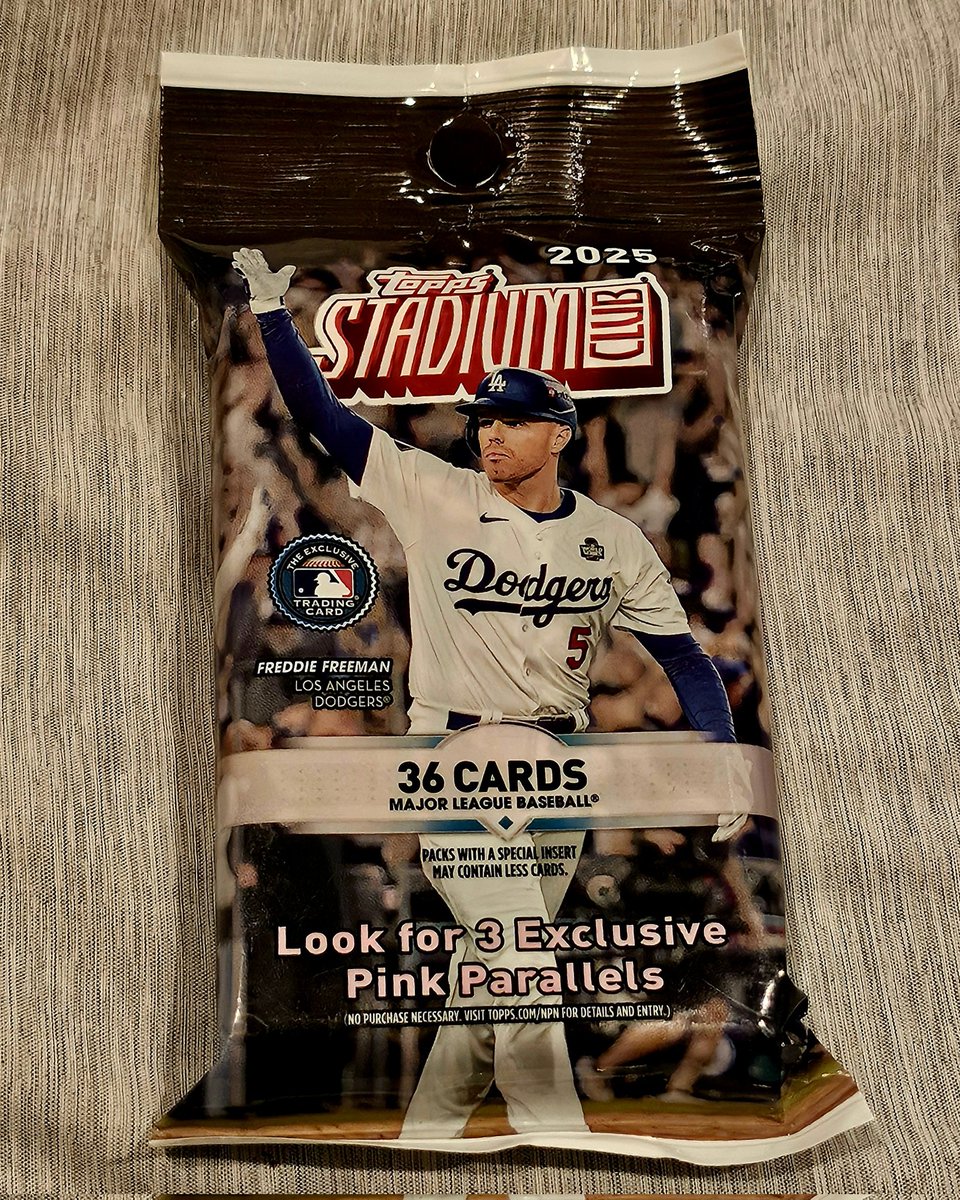 2025
Topps
STADIUM
CLUB
LA
THE EXCLUSIVE
TRADING
CARD
Dodgers
5
FREDDIE FREEMAN
LOS ANGELES
DODGERS®
36 CARDS
MAJOR LEAGUE BASEBALL®
PACKS WITH A SPECIAL INSERT
MAY CONTAIN LESS CARDS.
Look for 3 Exclusive
Pink Parallels
(NO PURCHASE NECESSARY. VISIT TOPPS.COM/NPN FOR DETAILS AND ENTRY.)